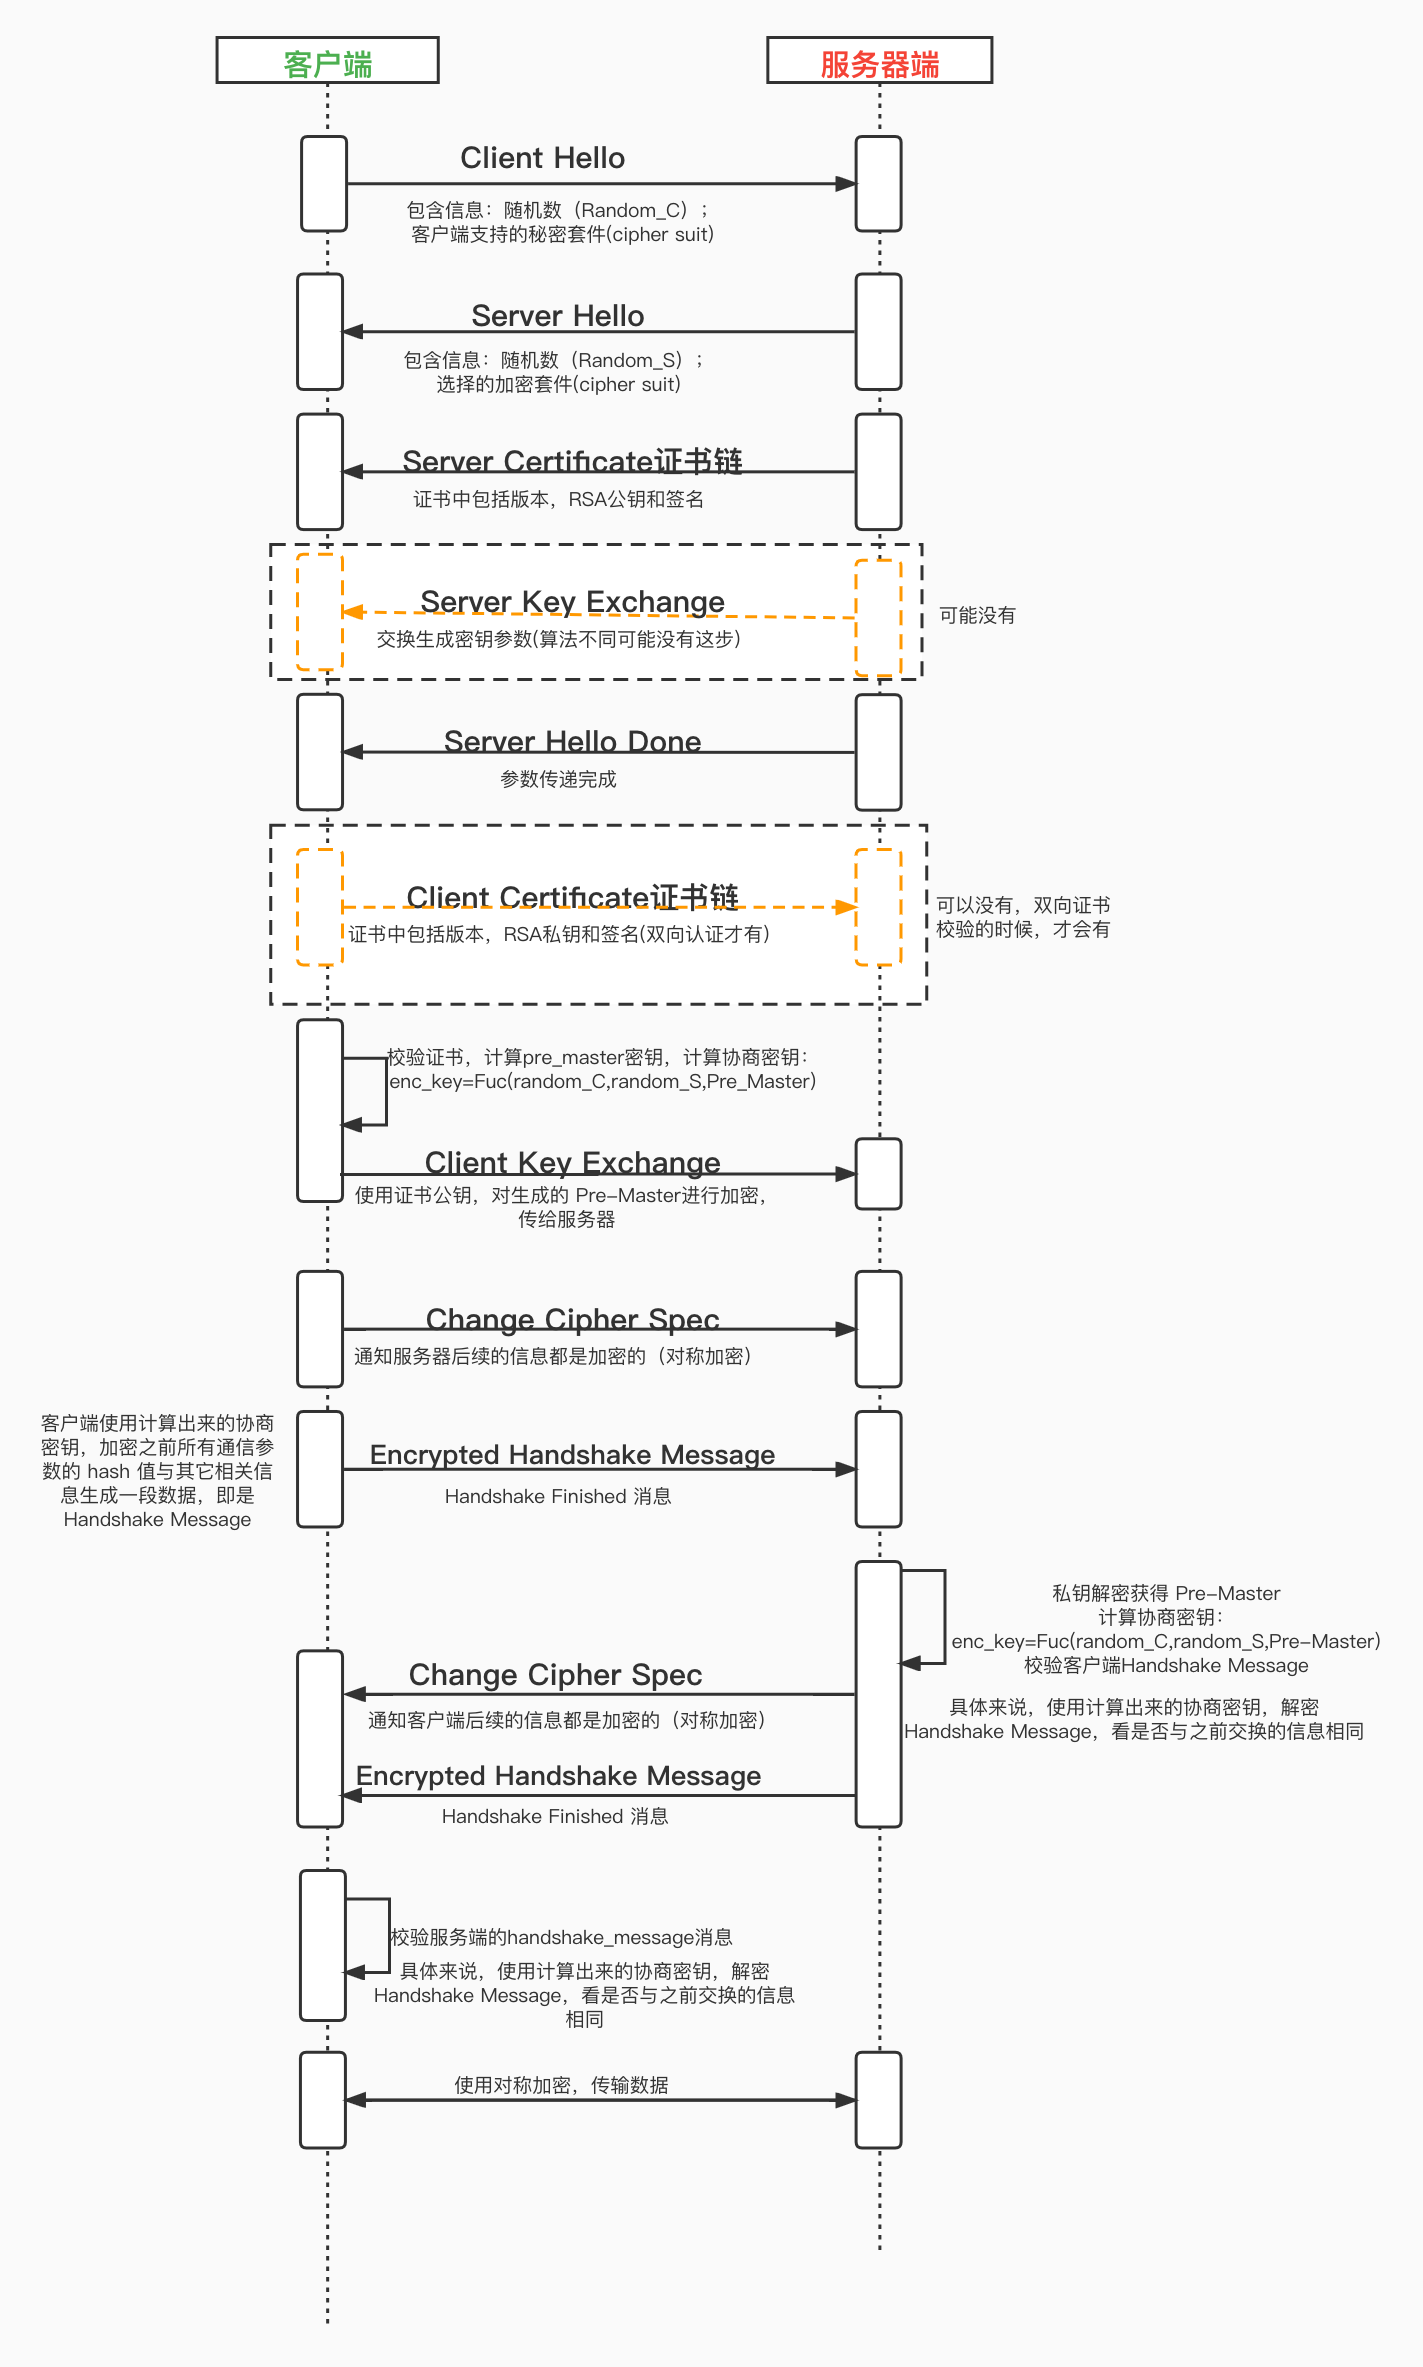 客户端
服务器端
Client Hello
包含信息：随机数（Random_C）；
客户端支持的秘密套件(cipher suit)
Server Hello
包含信息：随机数（Random_S）；
选择的加密套件(cipher suit)
Server Certificate证书链
证书中包括版本，RSA公钥和签名
Server Key Exchange
交换生成密钥参数(算法不同可能没有这步)
可能没有
Server Hello Done
参数传递完成
Client Certificate证书链
证书中包括版本，RSA私钥和签名(双向认证才有)
可以没有，双向证书
校验的时候，才会有
校验证书，计算pre_master密钥，计算协商密钥：
enc_key=Fuc(random_C,random_S,Pre_Master)
Client Key Exchange
使用证书公钥，对生成的 Pre-Master进行加密，
传给服务器
Change Cipher Spec
通知服务器后续的信息都是加密的（对称加密）
客户端使用计算出来的协商
密钥，加密之前所有通信参
数的 hash 值与其它相关信
息生成一段数据，即是
Handshake Message
Encrypted Handshake Message
Handshake Finished 消息
私钥解密获得 Pre-Master
计算协商密钥：
enc_key=Fuc(random_C,random_S,Pre-Master)
校验客户端Handshake Message
具体来说，使用计算出来的协商密钥，解密
Handshake Message，看是否与之前交换的信息相同
Change Cipher Spec
通知客户端后续的信息都是加密的（对称加密）
Encrypted Handshake Message
Handshake Finished 消息
校验服务端的handshake_message消息
具体来说，使用计算出来的协商密钥，解密
Handshake Message，看是否与之前交换的信息
相同
使用对称加密，传输数据